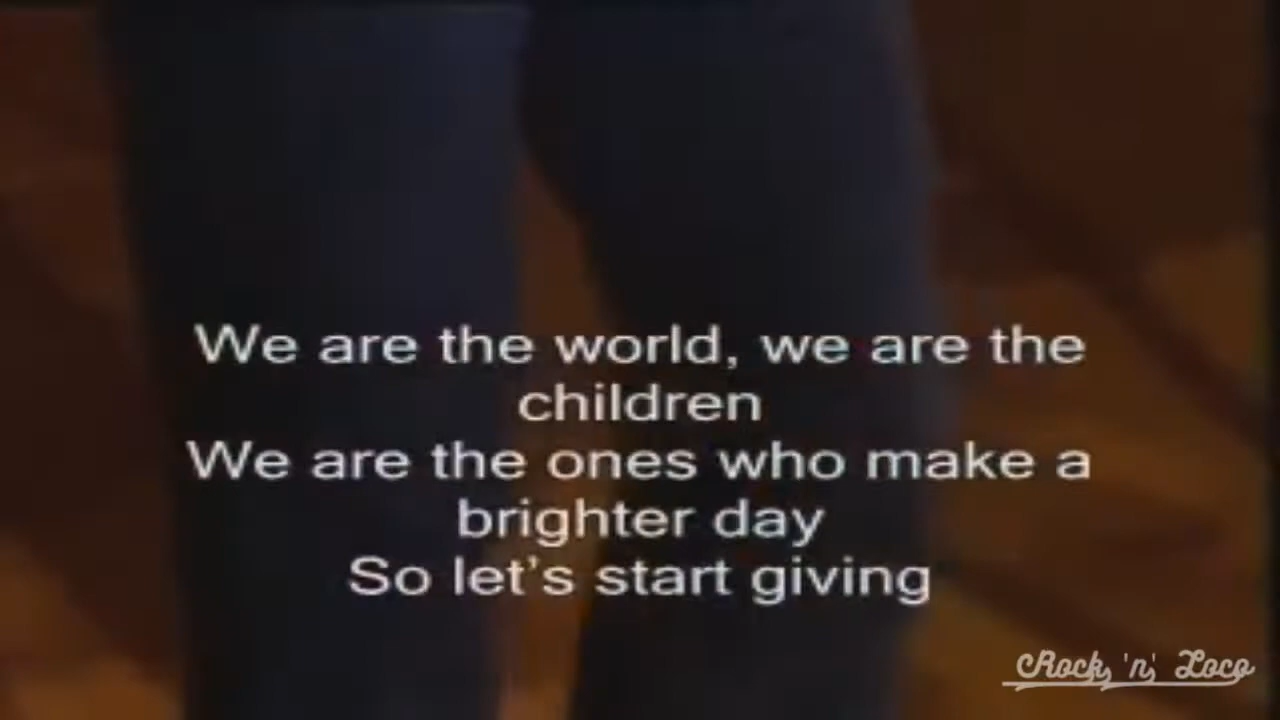 We are the world, we are the
children
We are the ones who make a
brighter day
So let's start giving
Rock 'n' Loco